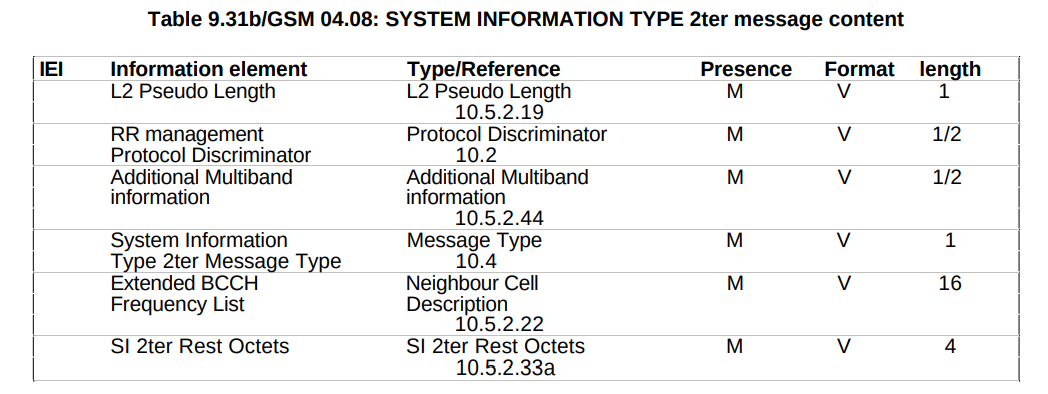 Table 9.31b/GSM 04.08: SYSTEM INFORMATION TYPE 2ter message content
IEI Information element Type/Reference Presence Format length
L2 Pseudo Length L2 Pseudo Length M V 1
10.5.2.19
RR management Protocol Discriminator M V 1/2
Protocol Discriminator 10.2
Additional Multiband Additional Multiband M V 1/2
information information
10.5.2.44
System Information Message Type M V 1
Type 2ter Message Type 10.4
Extended BCCH Neighbour Cell M V 16
Frequency List Description
10.5.2.22
SI 2ter Rest Octets SI 2ter Rest Octets M V 4
10.5.2.33a